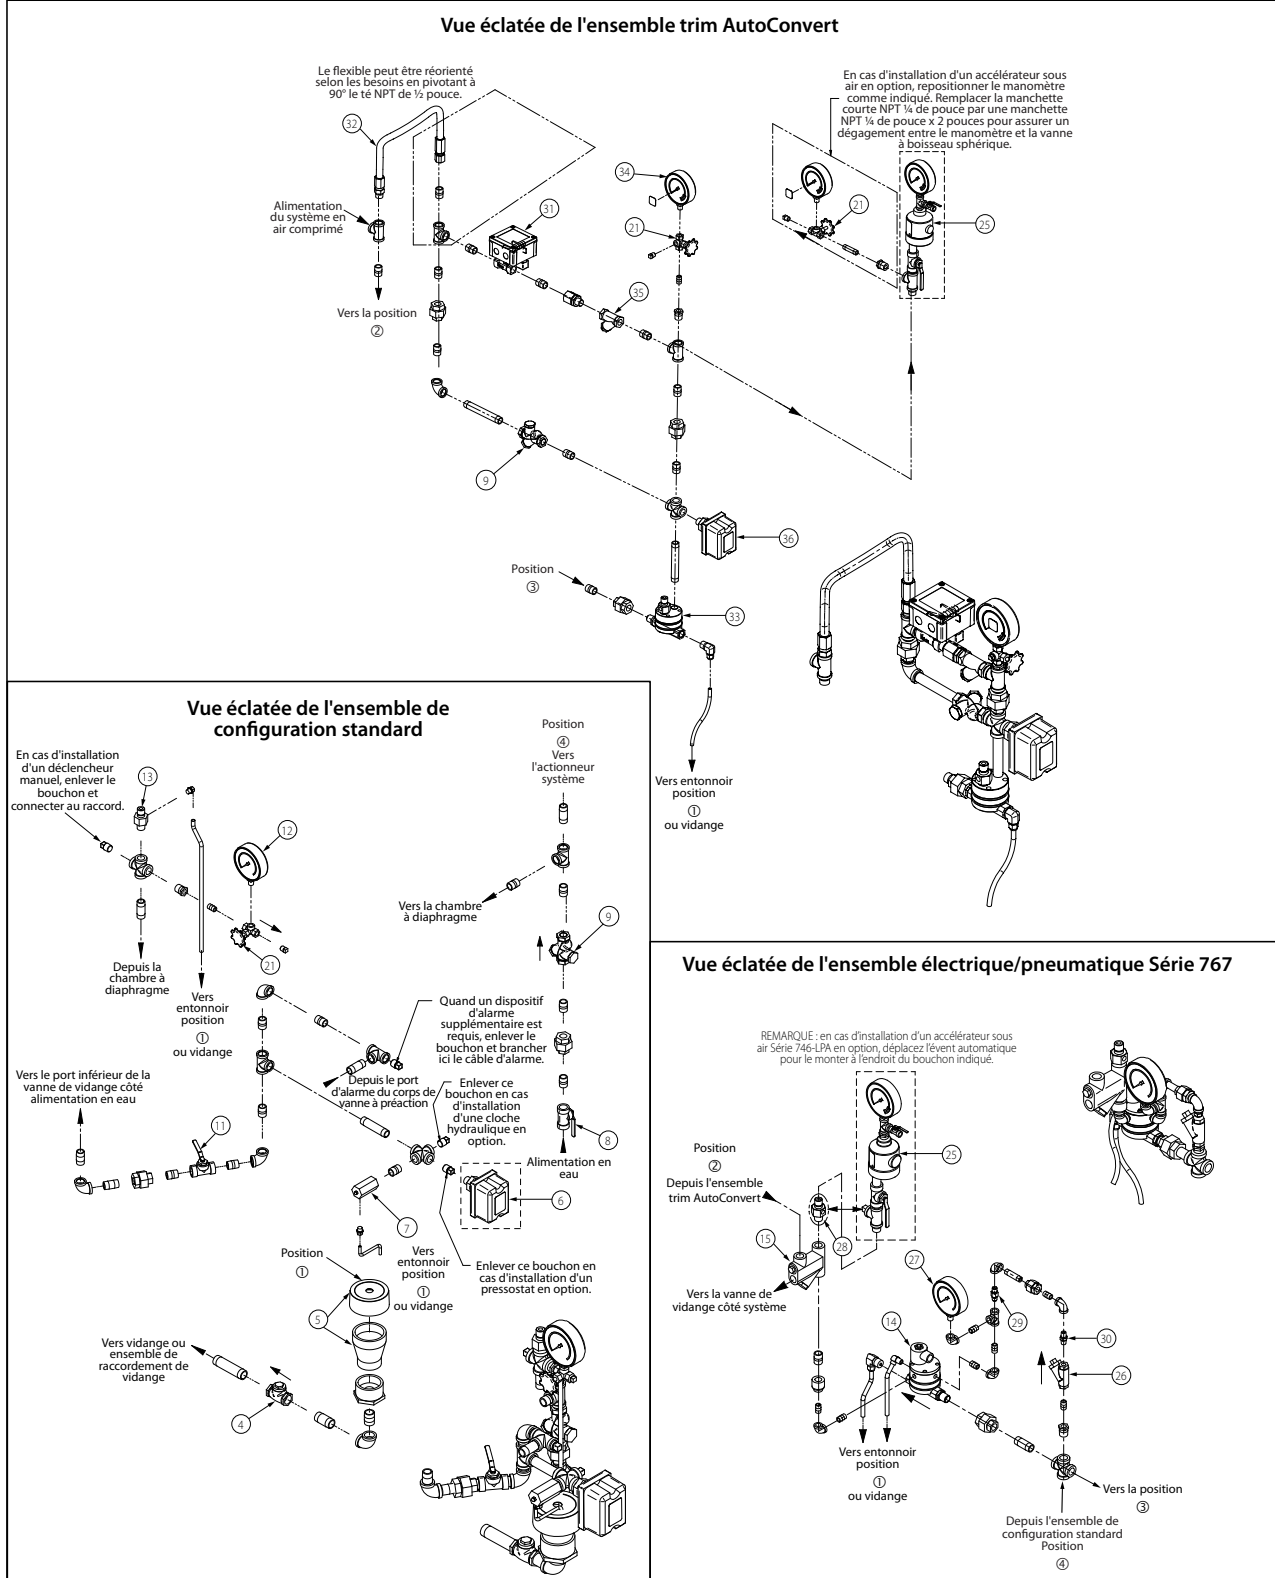 Vue éclatée de l'ensemble trim AutoConvert
Le flexible peut être réorienté
selon les besoins en pivotant à
90° le té NPT de ½ pouce.
En cas d'installation d'un accélérateur sous
air en option, repositionner le manomètre
comme indiqué. Remplacer la manchette
courte NPT ¼ de pouce par une manchette
NPT ¼ de pouce x 2 pouces pour assurer un
dégagement entre le manomètre et la vanne
à boisseau sphérique.
32
34
31
21
21
25
Alimentation
du système en
air comprimé
35
Vers la position
②
9
36
Position
③
33
Vers entonnoir
position
①
ou vidange
Vue éclatée de l'ensemble de
configuration standard
En cas d'installation
d'un déclencheur
manuel, enlever le
bouchon et
connecter au raccord.
13
12
Position
④
Vers
l'actionneur
système
Vers la chambre
à diaphragme
9
21
Depuis la
chambre à
diaphragme
Vers
entonnoir
position
①
ou vidange
Quand un dispositif
d'alarme
supplémentaire est
requis, enlever le
bouchon et brancher
ici le câble d'alarme.
Depuis le port
d'alarme du corps de
vanne à préaction
Enlever ce
bouchon en cas
d'installation
d'une cloche
hydraulique en
option.
Vers le port inférieur de la
vanne de vidange côté
alimentation en eau
11
8
Alimentation en
eau
6
7
Position
①
Vers
entonnoir
position
①
ou vidange
Enlever ce bouchon en
cas d'installation d'un
pressostat en option.
5
Vers vidange ou
ensemble de
raccordement de
vidange
4
Vue éclatée de l'ensemble électrique/pneumatique Série 767
REMARQUE : en cas d'installation d'un accélérateur sous
air Série 746-LPA en option, déplacez l'évent automatique
pour le monter à l'endroit du bouchon indiqué.
Position
②
Depuis l'ensemble
trim AutoConvert
25
15
28
27
Vers la vanne de
vidange côté système
29
14
30
26
Vers entonnoir
position
①
ou vidange
Vers la position
③
Depuis l'ensemble de
configuration standard
Position
④